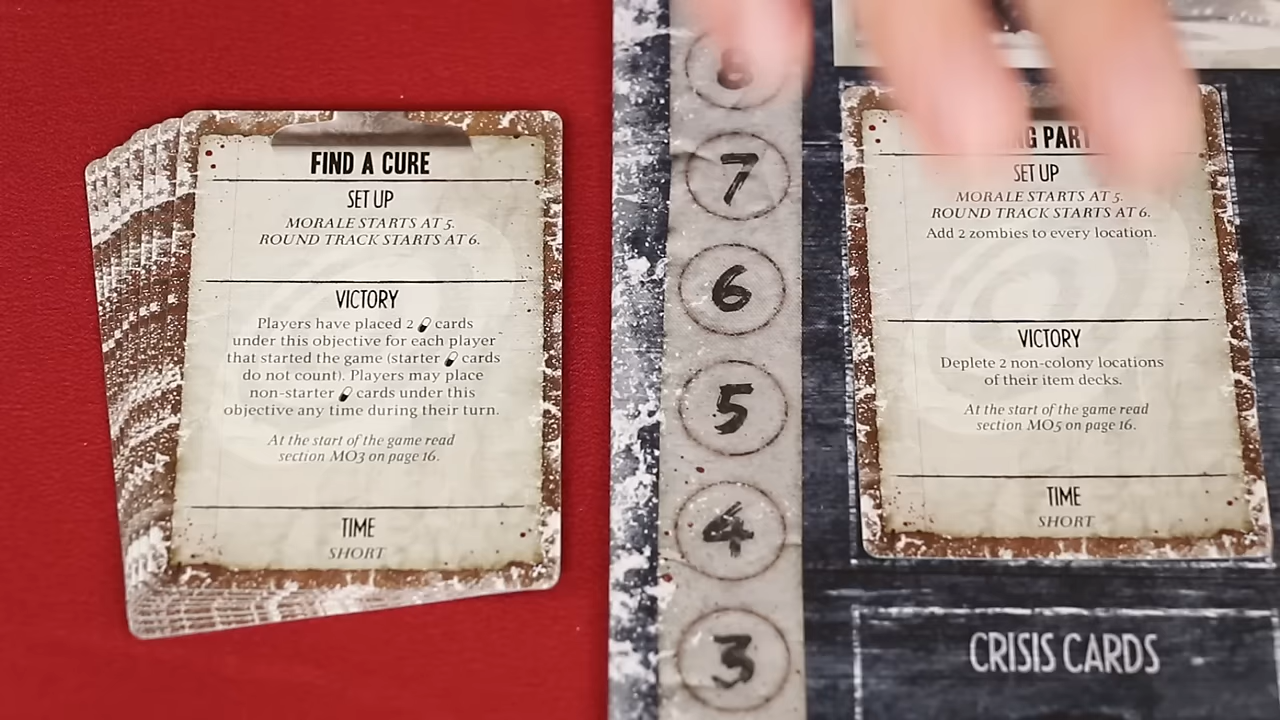 FIND A CURE
SET UP
MORALE STARTS AT 5.
ROUND TRACK STARTS AT 6.
VICTORY
Players have placed 2 cards
under this objective for each player
that started the game (starter cards
do not count). Players may place
non-starter cards under this
objective any time during their turn.
At the start of the game read
section MO3 on page 16.
TIME
SHORT
7
6
5
4
3
SET UP
MORALE STARTS AT 5.
ROUND TRACK STARTS AT 6.
Add 2 zombies to every location.
VICTORY
Deplete 2 non-colony locations
of their item decks.
At the start of the game read
section MO5 on page 16.
TIME
SHORT
CRISIS CARDS